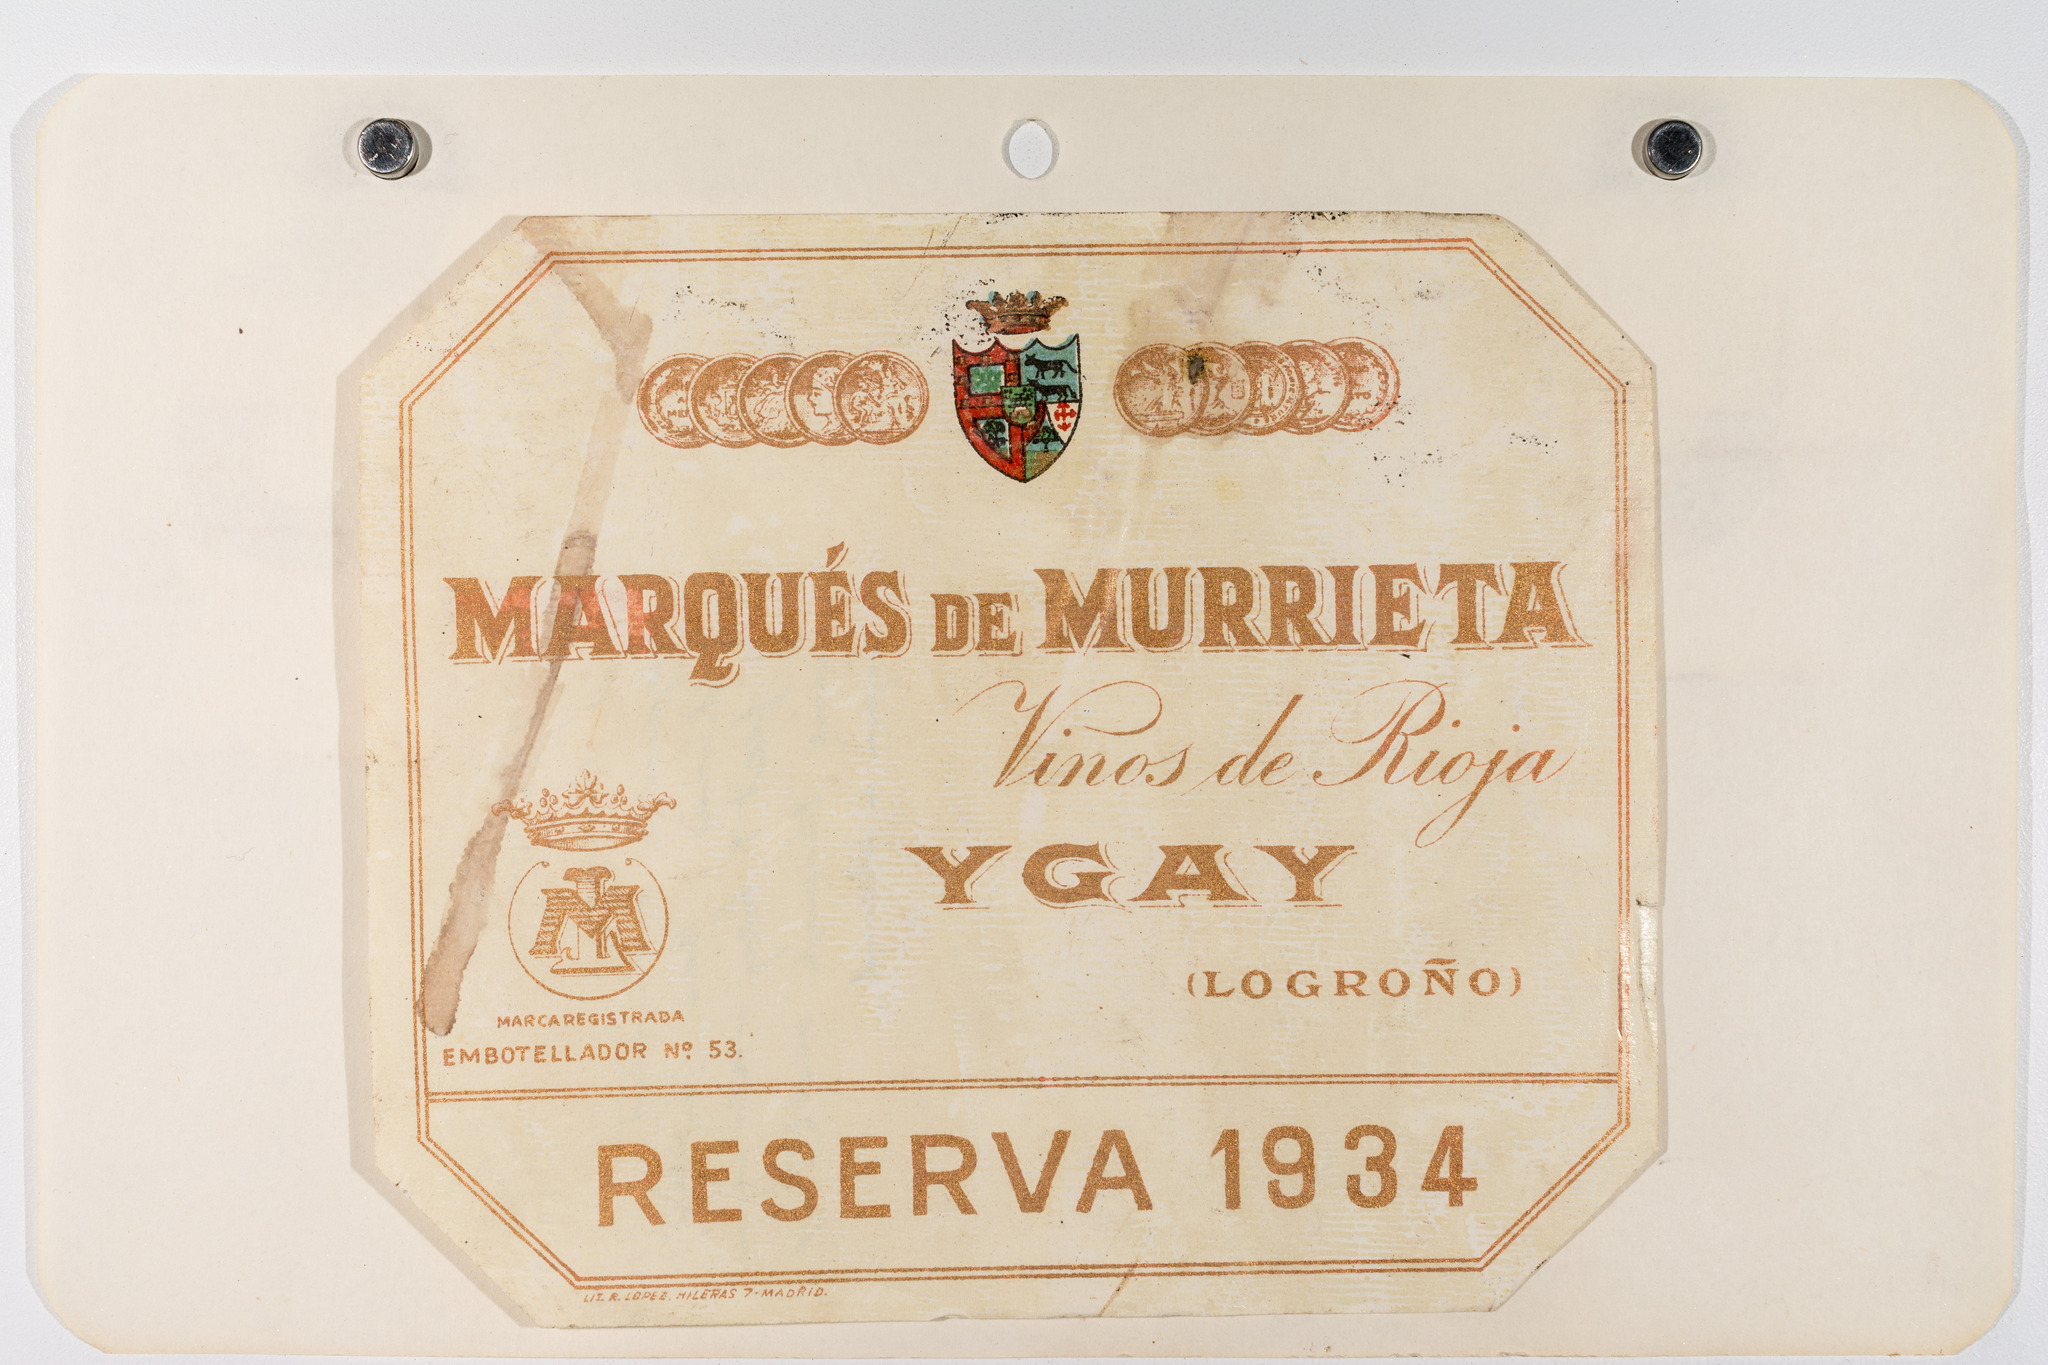 MARQUÉS DE MURRIETA
Vinos de Rioja
YGAY
(LOGROÑO)
MARCA REGISTRADA
EMBOTELLADOR Nº 53.
RESERVA 1934
LIT. R. LOPEZ. HILERAS 7-MADRID.